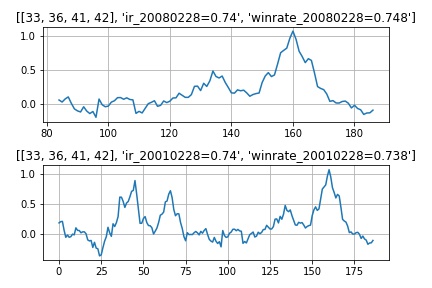 [[33, 36, 41, 42], 'ir_20080228=0.74', 'winrate_20080228=0.748']
1.0
0.5
0.0
80 100 120 140 160 180
[[33, 36, 41, 42], 'ir_20010228=0.74', 'winrate_20010228=0.738']
1.0
0.5
0.0
0 25 50 75 100 125 150 175